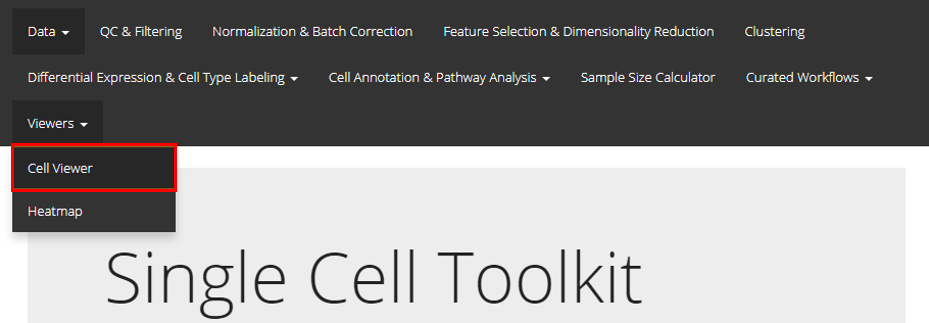 Data QC & Filtering Normalization & Batch Correction Feature Selection & Dimensionality Reduction Clustering
Differential Expression & Cell Type Labeling Cell Annotation & Pathway Analysis Sample Size Calculator Curated Workflows
Viewers
Cell Viewer
Heatmap
Single Cell Toolkit